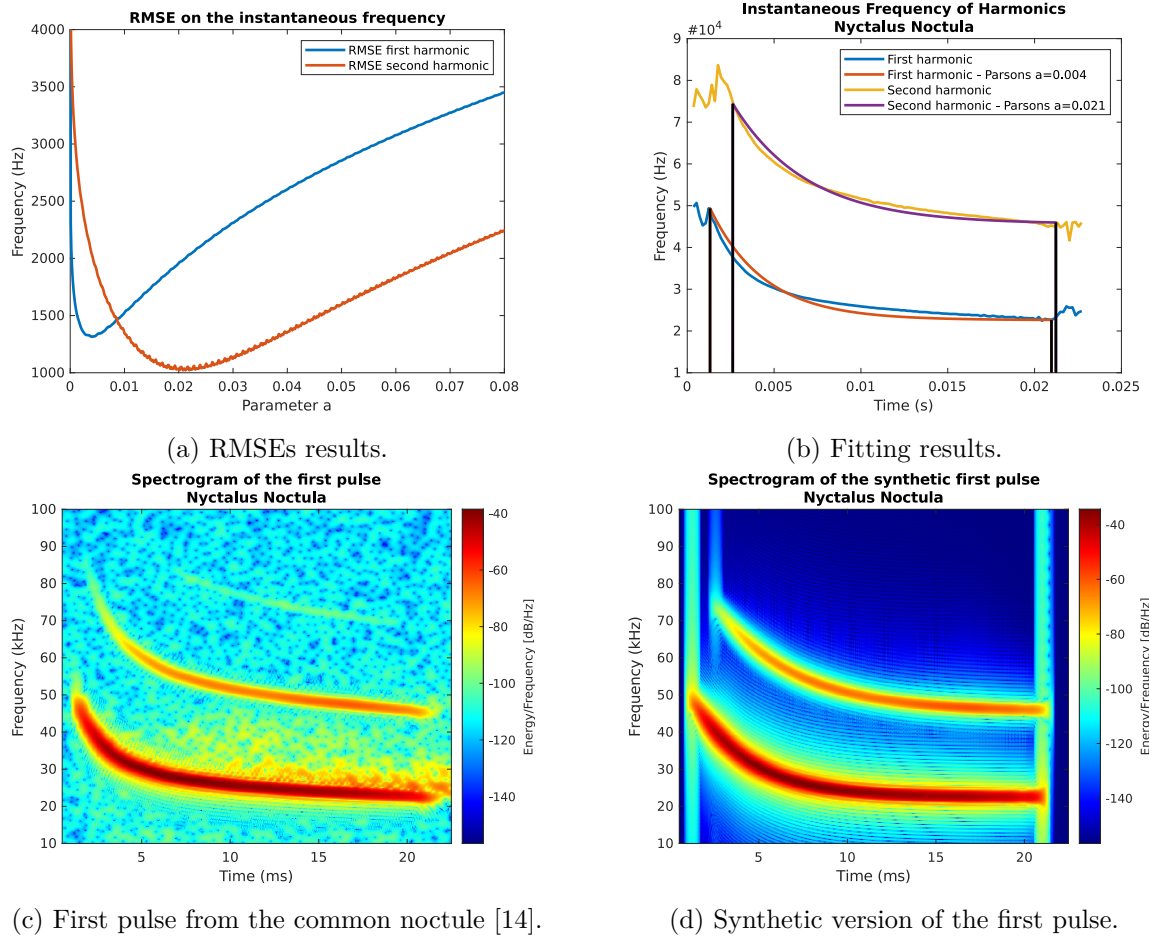 RMSE on the instantaneous frequency
4000
3500
3000
2500
2000
1500
1000
Frequency (Hz)
RMSE first harmonic
RMSE second harmonic
0 0.01 0.02 0.03 0.04 0.05 0.06 0.07 0.08
Parameter a
(a) RMSEs results.
Instantaneous Frequency of Harmonics
Nyctalus Noctula
#10^4
9
8
7
6
5
4
3
2
1
Frequency (Hz)
First harmonic
First harmonic - Parsons a=0.004
Second harmonic
Second harmonic - Parsons a=0.021
0 0.005 0.01 0.015 0.02 0.025
Time (s)
(b) Fitting results.
Spectrogram of the first pulse
Nyctalus Noctula
100
90
80
70
60
50
40
30
20
10
Frequency (kHz)
5 10 15 20
Time (ms)
-40
-60
-80
-100
-120
-140
Energy/Frequency [dB/Hz]
(c) First pulse from the common noctule [14].
Spectrogram of the synthetic first pulse
Nyctalus Noctula
100
90
80
70
60
50
40
30
20
10
Frequency (kHz)
5 10 15 20
Time (ms)
-40
-60
-80
-100
-120
-140
Energy/Frequency [dB/Hz]
(d) Synthetic version of the first pulse.